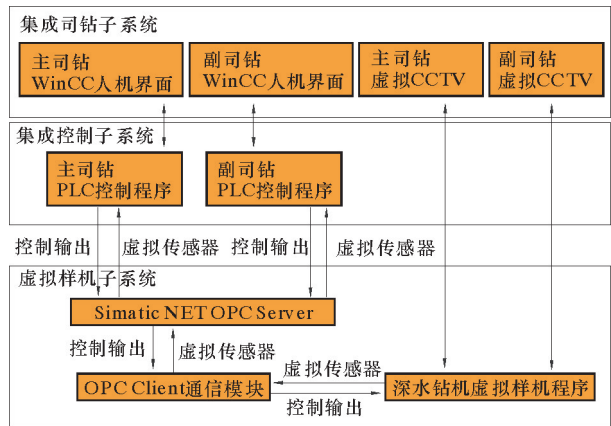 集成司钻子系统
主司钻
WinCC人机界面
副司钻
WinCC人机界面
主司钻
虚拟CCTV
副司钻
虚拟CCTV
集成控制子系统
主司钻
PLC控制程序
副司钻
PLC控制程序
控制输出
虚拟传感器
控制输出
虚拟传感器
虚拟样机子系统
Simatic NET OPC Server
控制输出
虚拟传感器
虚拟传感器
OPC Client通信模块
深水钻机虚拟样机程序
控制输出